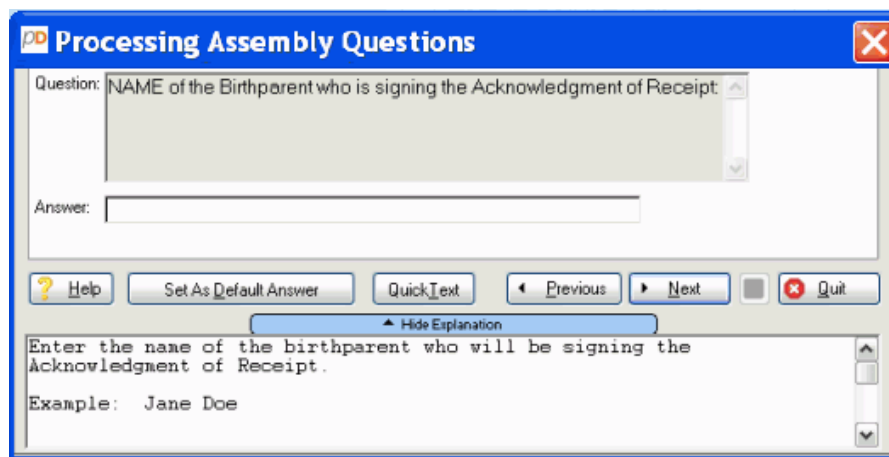 pD Processing Assembly Questions
Question: NAME of the Birthparent who is signing the Acknowledgment of Receipt:
Answer:
Help Set As Default Answer QuickText Previous Next Quit
Hide Explanation
Enter the name of the birthparent who will be signing the
Acknowledgment of Receipt.
Example: Jane Doe